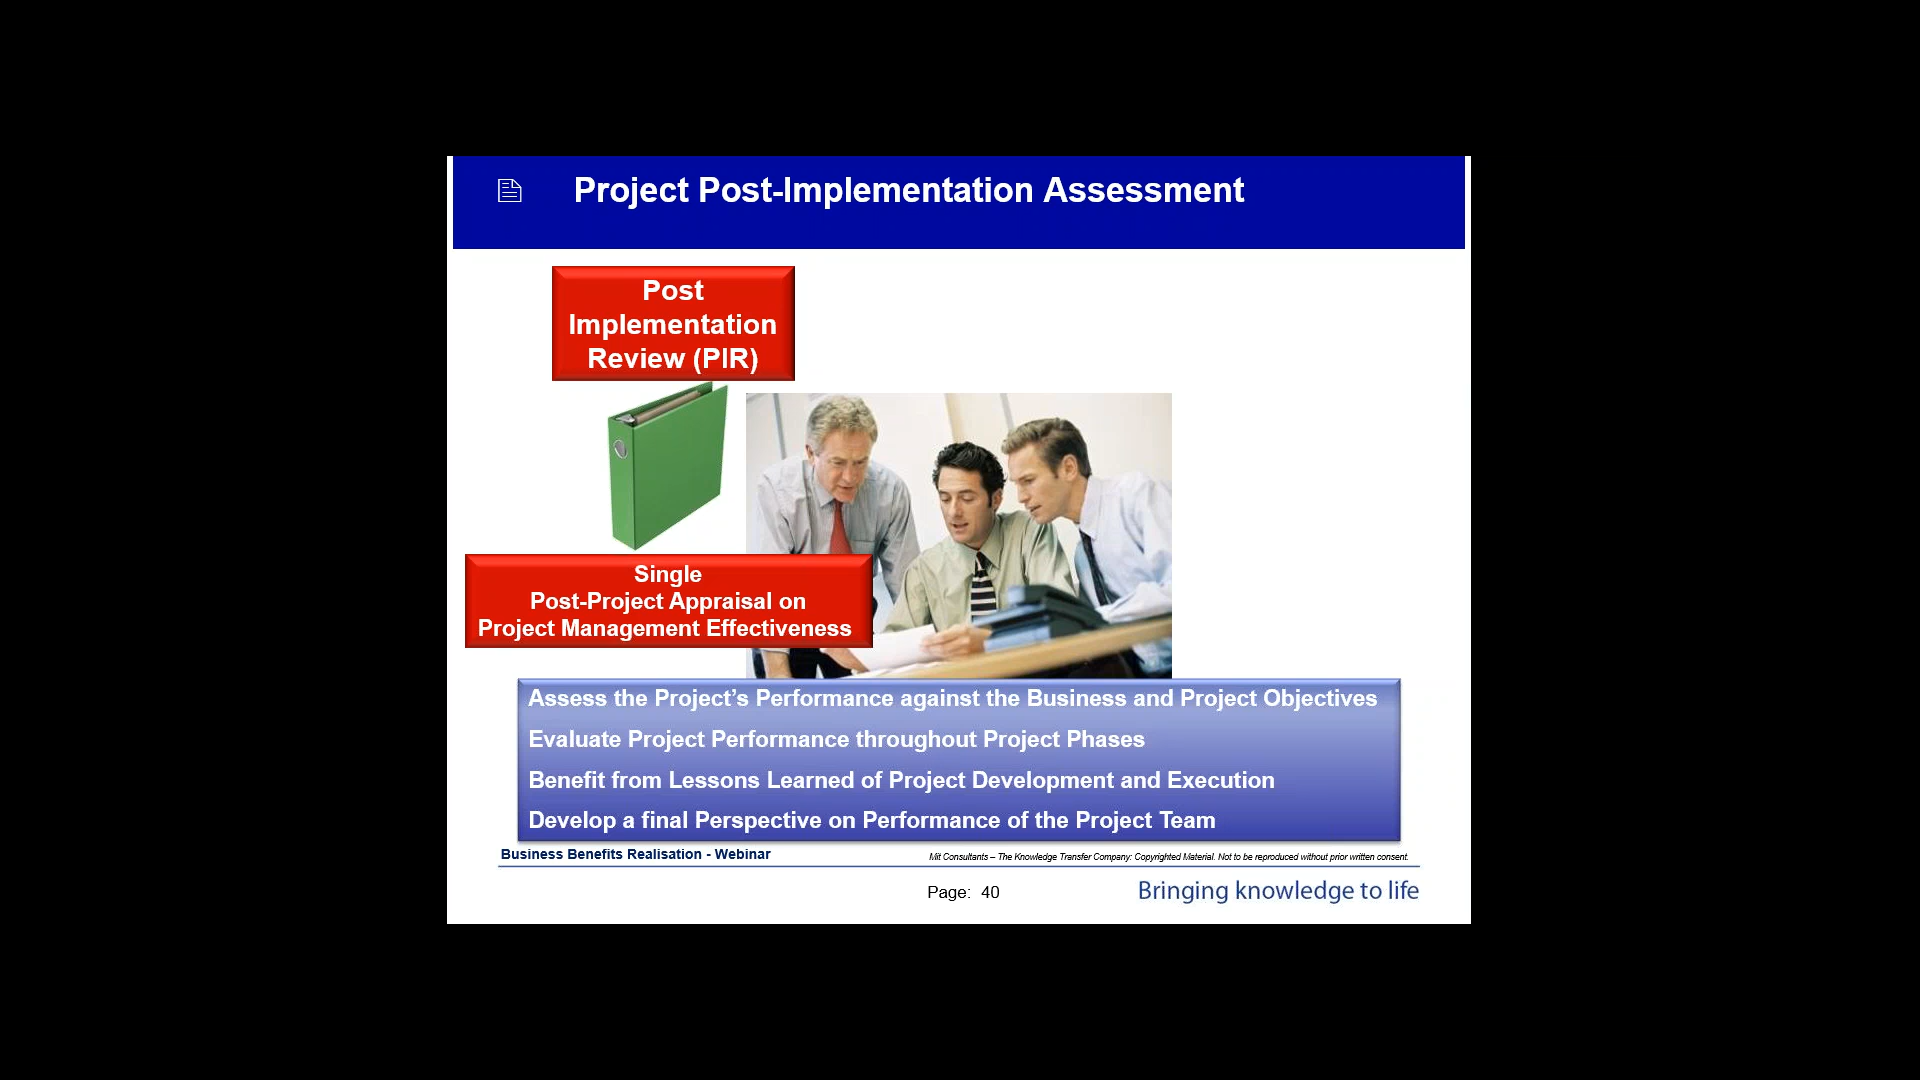 Project Post-Implementation Assessment
Post
Implementation
Review (PIR)
Single
Post-Project Appraisal on
Project Management Effectiveness
Assess the Project’s Performance against the Business and Project Objectives
Evaluate Project Performance throughout Project Phases
Benefit from Lessons Learned of Project Development and Execution
Develop a final Perspective on Performance of the Project Team
Business Benefits Realisation - Webinar
Mit Consultants – The Knowledge Transfer Company: Copyrighted Material. Not to be reproduced without prior written consent.
Page: 40
Bringing knowledge to life